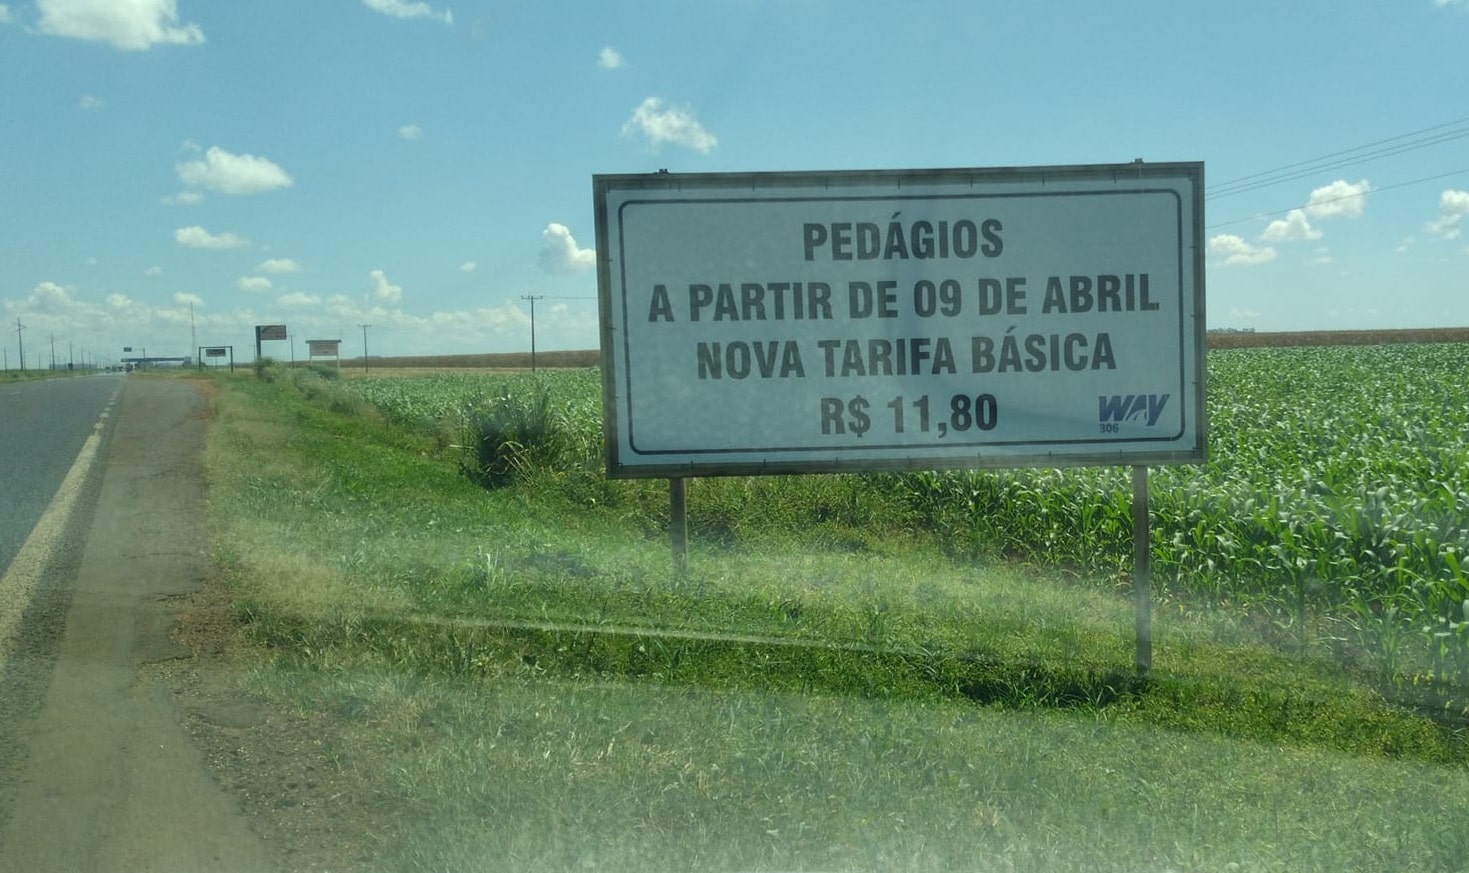 PEDÁGIOS
A PARTIR DE 09 DE ABRIL
NOVA TARIFA BÁSICA
R$ 11,80
WAY
306